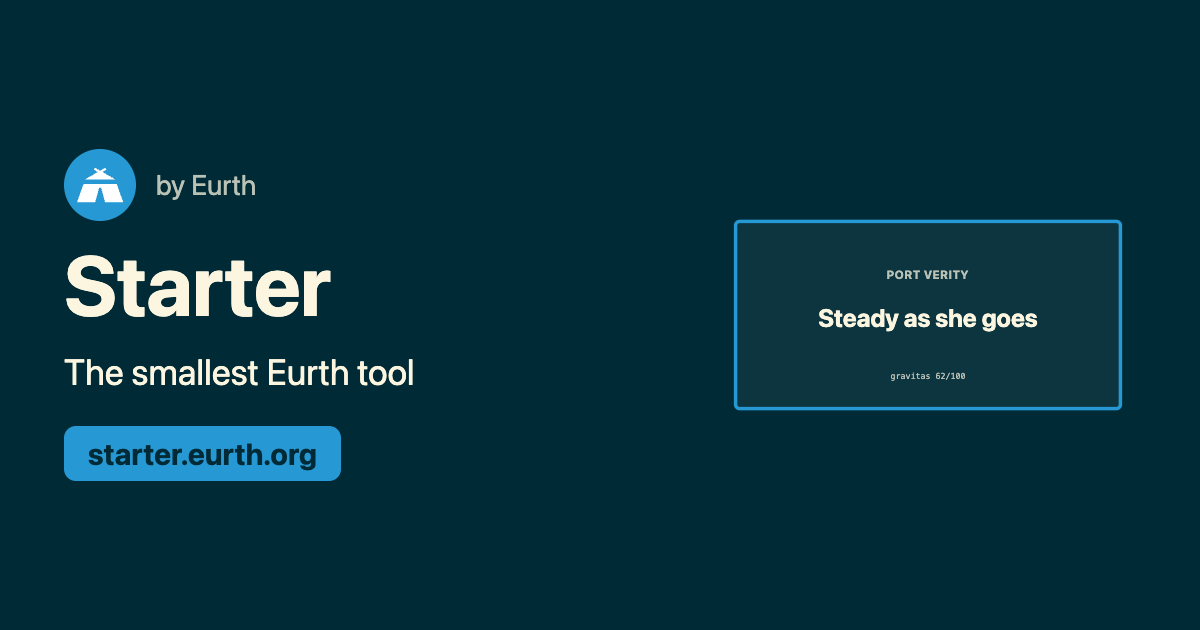 by Eurth
Starter
The smallest Eurth tool
starter.eurth.org
PORT VERITY
Steady as she goes
gravitas 62/100